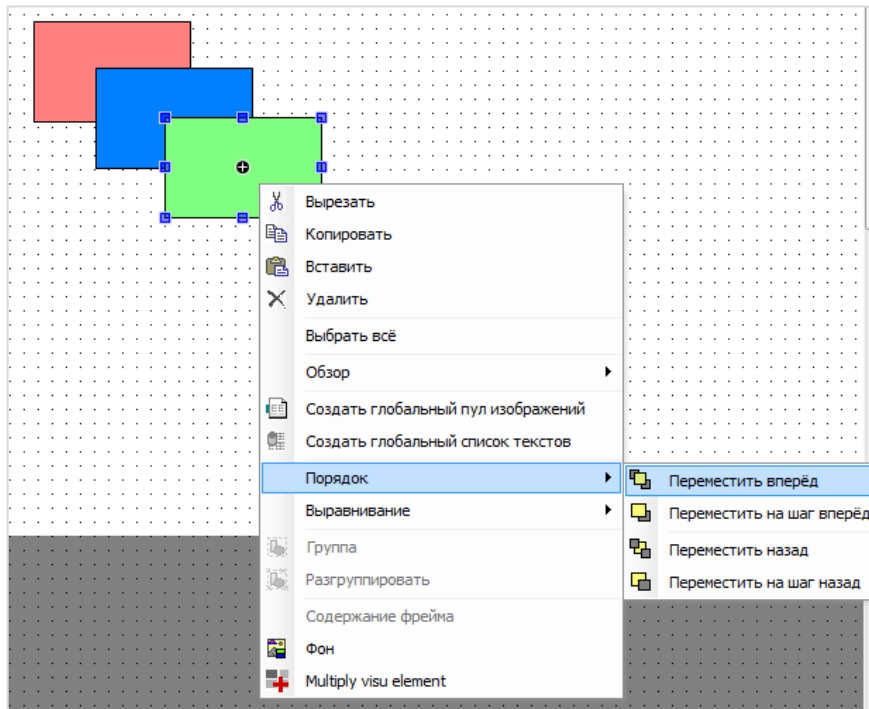 Вырезать
Копировать
Вставить
Удалить
Выбрать всё
Обзор
Создать глобальный пул изображений
Создать глобальный список текстов
Порядок
Выравнивание
Группа
Разгруппировать
Содержание фрейма
Фон
Multiply visu element
Переместить вперёд
Переместить на шаг вперёд
Переместить назад
Переместить на шаг назад